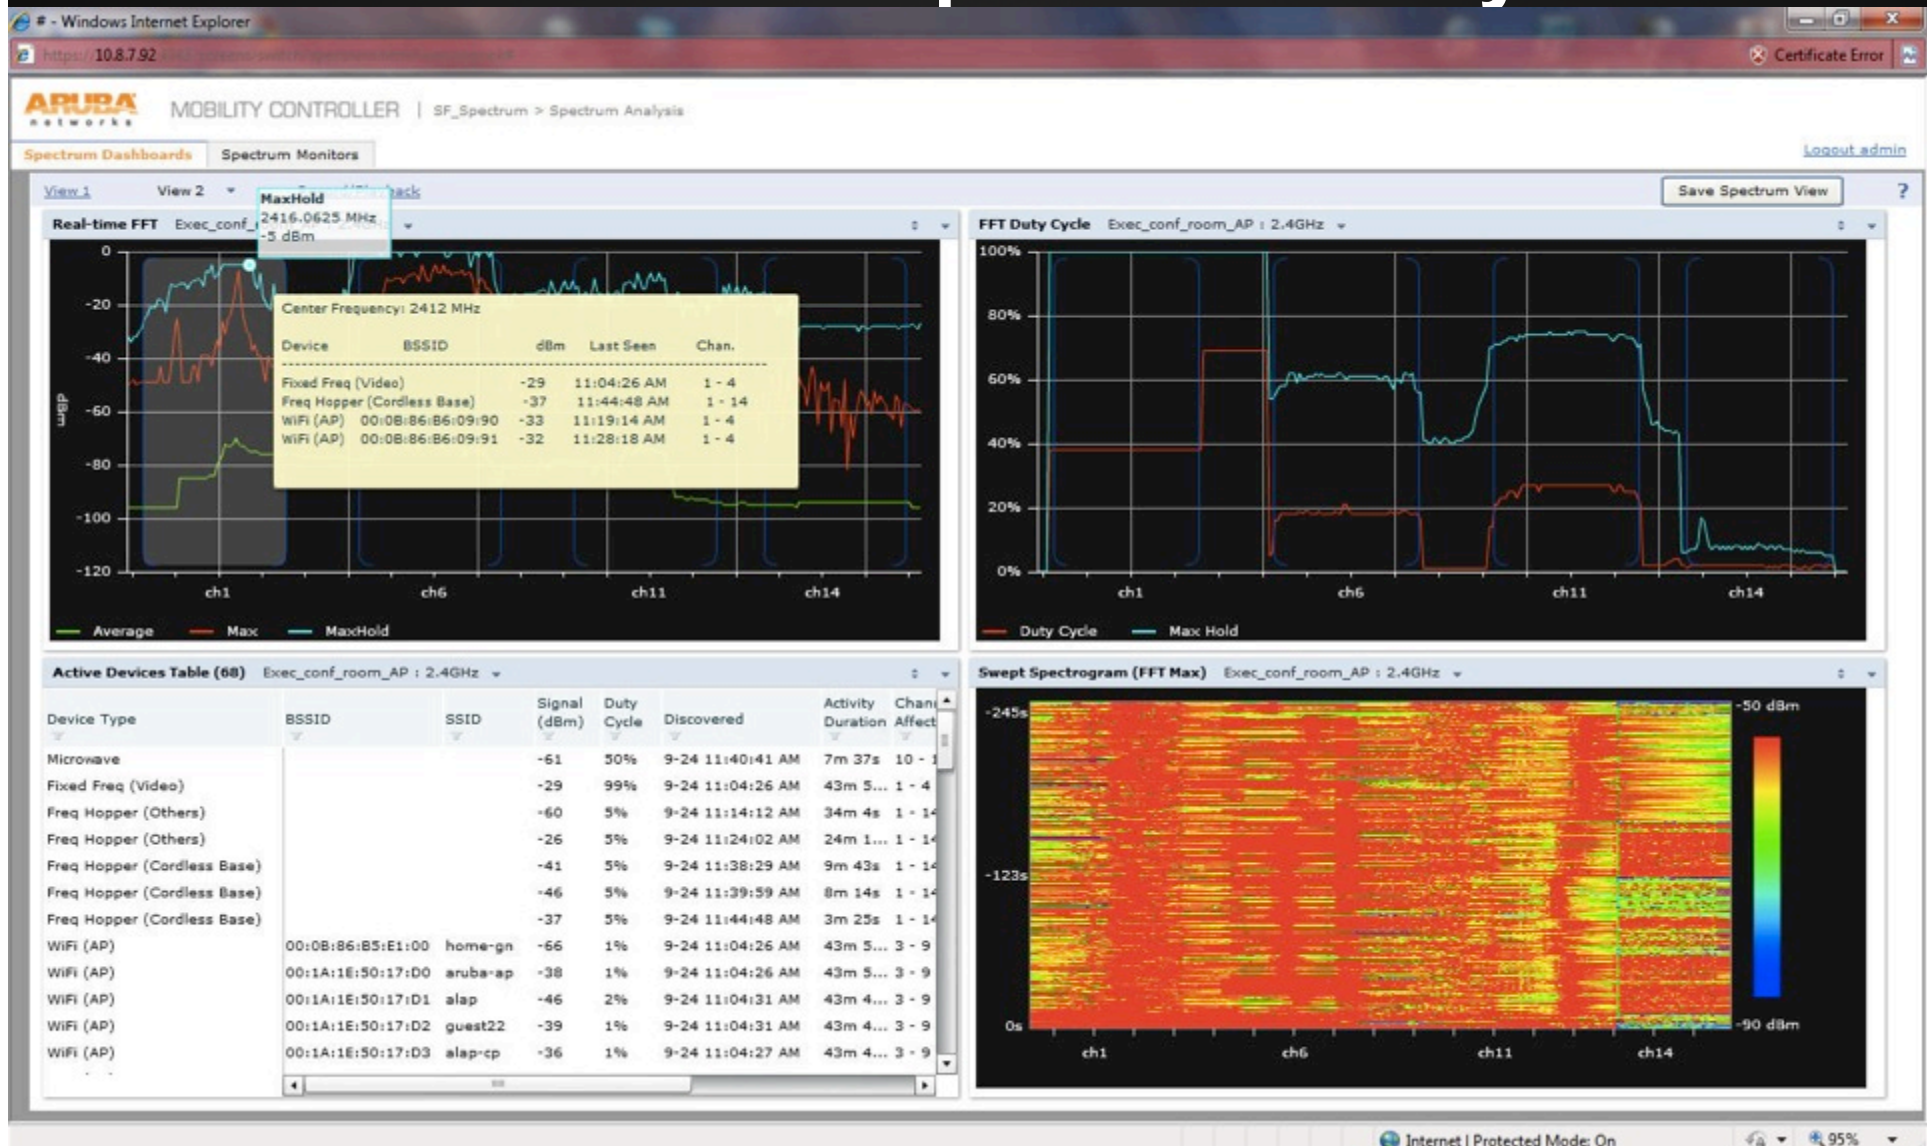 # - Windows Internet Explorer
10.8.7.92
Certificate Error
ARUBA
networks
MOBILITY CONTROLLER | SF_Spectrum > Spectrum Analysis
Spectrum Dashboards
Spectrum Monitors
Logout admin
View 1
View 2
MaxHold
2416.0625 MHz
-5 dBm
Save Spectrum View
?
Real-time FFT Exec_conf_
0
-20
-40
-60
-80
-100
-120
dBm
Center Frequency: 2412 MHz
Device BSSID dBm Last Seen Chan.
Fixed Freq (Video) -29 11:04:26 AM 1 - 4
Freq Hopper (Cordless Base) -37 11:44:48 AM 1 - 14
WiFi (AP) 00:0B:86:B6:09:90 -33 11:19:14 AM 1 - 4
WiFi (AP) 00:0B:86:B6:09:91 -32 11:28:18 AM 1 - 4
ch1 ch6 ch11 ch14
Average Max MaxHold
FFT Duty Cycle Exec_conf_room_AP : 2.4GHz
100%
80%
60%
40%
20%
0%
ch1 ch6 ch11 ch14
Duty Cycle Max Hold
Active Devices Table (68) Exec_conf_room_AP : 2.4GHz
Device Type BSSID SSID Signal (dBm) Duty Cycle Discovered Activity Duration Chan Affect
Microwave -61 50% 9-24 11:40:41 AM 7m 37s 10 - 1
Fixed Freq (Video) -29 99% 9-24 11:04:26 AM 43m 5... 1 - 4
Freq Hopper (Others) -60 5% 9-24 11:14:12 AM 34m 4s 1 - 14
Freq Hopper (Others) -26 5% 9-24 11:24:02 AM 24m 1... 1 - 14
Freq Hopper (Cordless Base) -41 5% 9-24 11:38:29 AM 9m 43s 1 - 14
Freq Hopper (Cordless Base) -46 5% 9-24 11:39:59 AM 8m 14s 1 - 14
Freq Hopper (Cordless Base) -37 5% 9-24 11:44:48 AM 3m 25s 1 - 14
WiFi (AP) 00:0B:86:B5:E1:00 home-gn -66 1% 9-24 11:04:26 AM 43m 5... 3 - 9
WiFi (AP) 00:1A:1E:50:17:D0 aruba-ap -38 1% 9-24 11:04:26 AM 43m 5... 3 - 9
WiFi (AP) 00:1A:1E:50:17:D1 alap -46 2% 9-24 11:04:31 AM 43m 4... 3 - 9
WiFi (AP) 00:1A:1E:50:17:D2 guest22 -39 1% 9-24 11:04:31 AM 43m 4... 3 - 9
WiFi (AP) 00:1A:1E:50:17:D3 alap-cp -36 1% 9-24 11:04:27 AM 43m 4... 3 - 9
Swept Spectrogram (FFT Max) Exec_conf_room_AP : 2.4GHz
-245s
-123s
0s
-50 dBm
-90 dBm
ch1 ch6 ch11 ch14
Internet | Protected Mode: On
95%